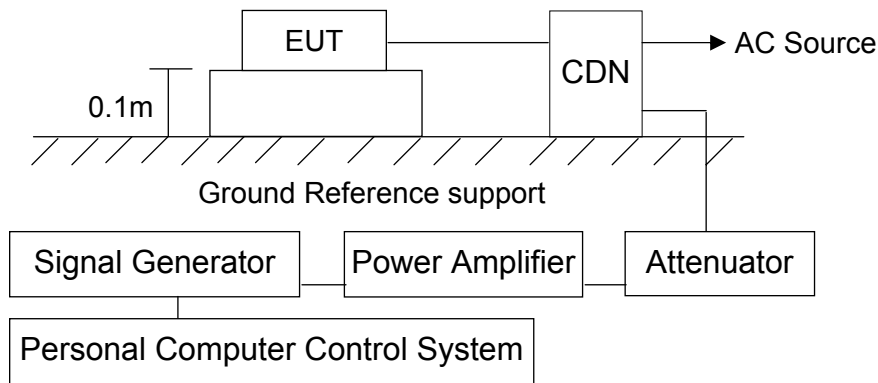 EUT
AC Source
CDN
0.1m
Ground Reference support
Signal Generator
Power Amplifier
Attenuator
Personal Computer Control System